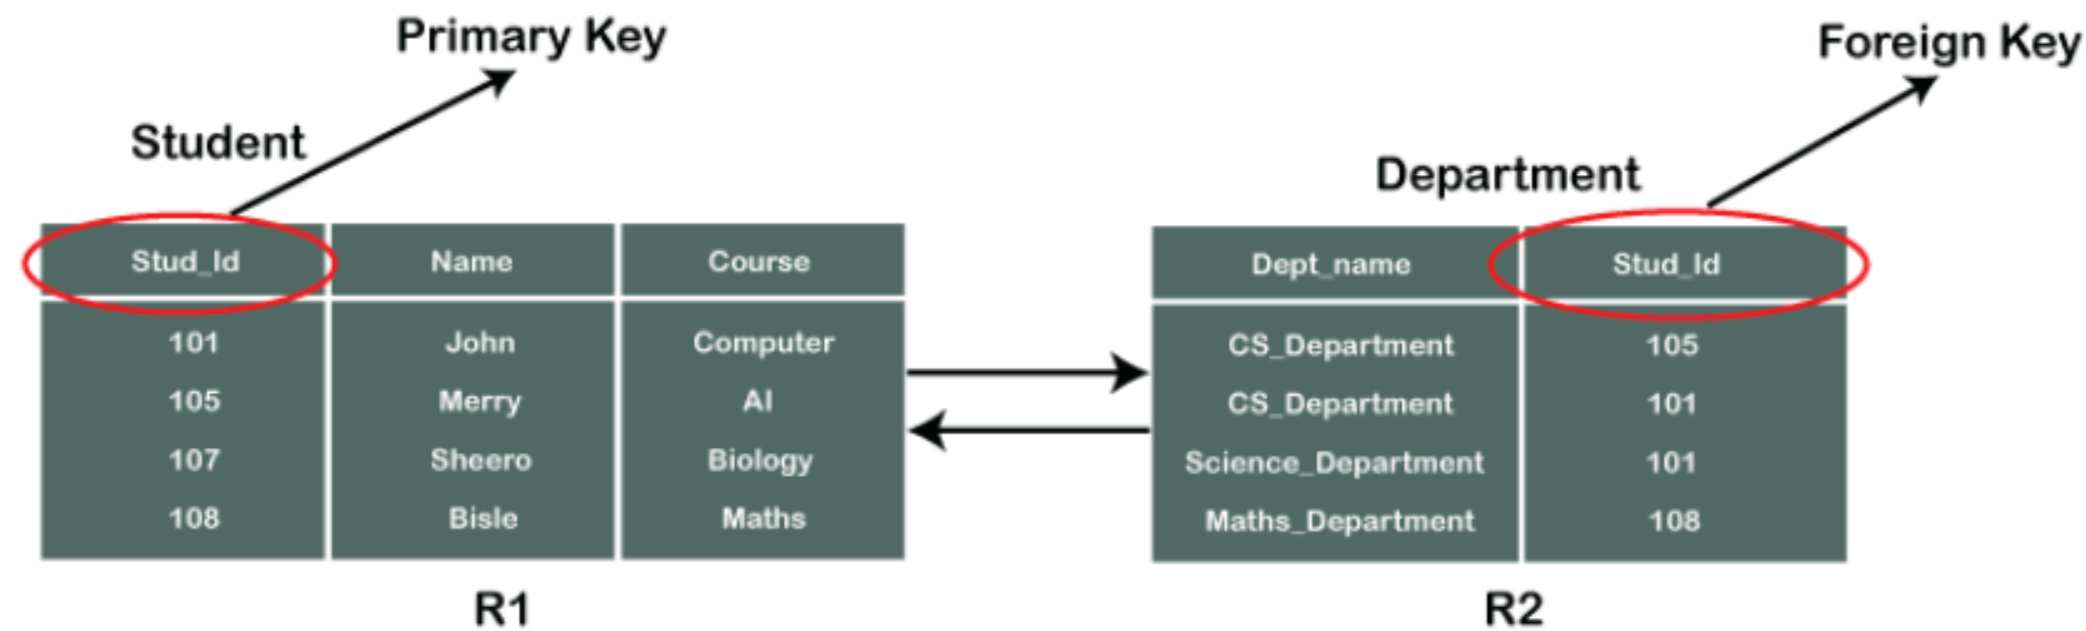 Primary Key
Foreign Key
Student
Department
Stud_Id Name Course
101 John Computer
105 Merry AI
107 Sheero Biology
108 Bisle Maths
R1
Dept_name Stud_Id
CS_Department 105
CS_Department 101
Science_Department 101
Maths_Department 108
R2